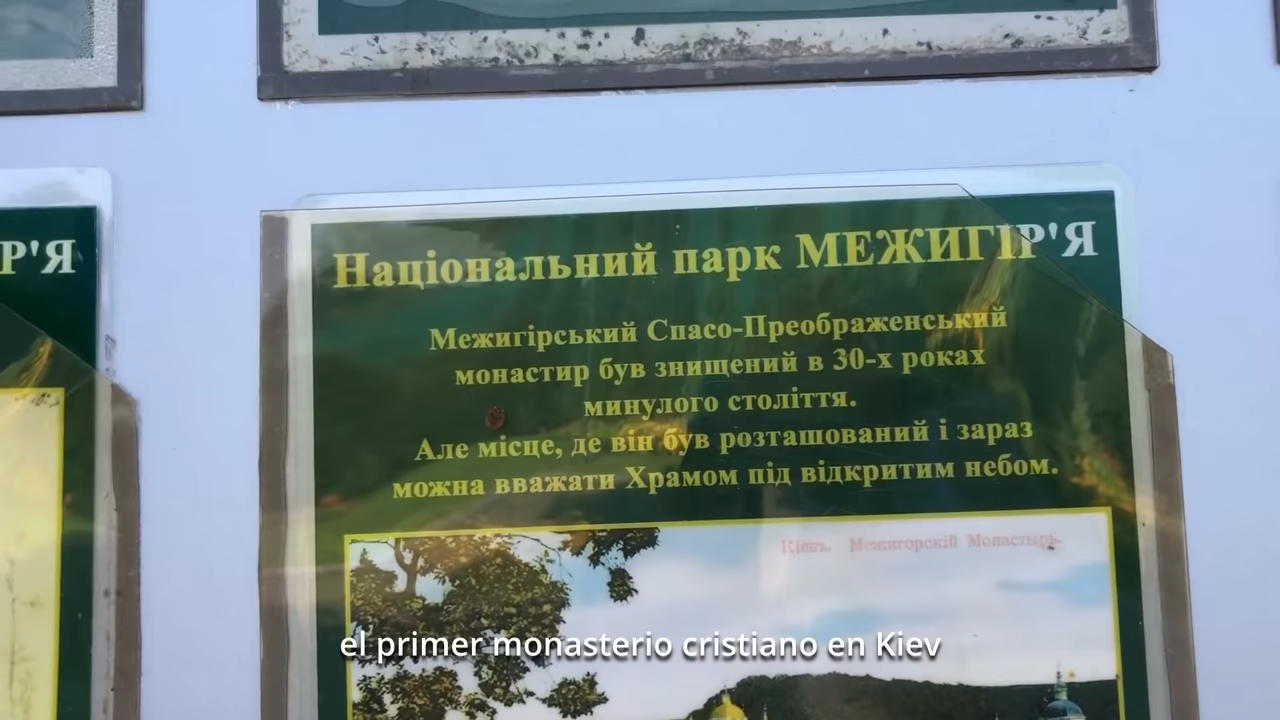 Р'Я
Національний парк МЕЖИГІР'Я
Межигірський Спасо-Преображенський
монастир був знищений в 30-х роках
минулого століття.
Але місце, де він був розташований і зараз
можна вважати Храмом під відкритим небом.
Кіевъ. Межигорскій Монастырь.
el primer monasterio cristiano en Kiev